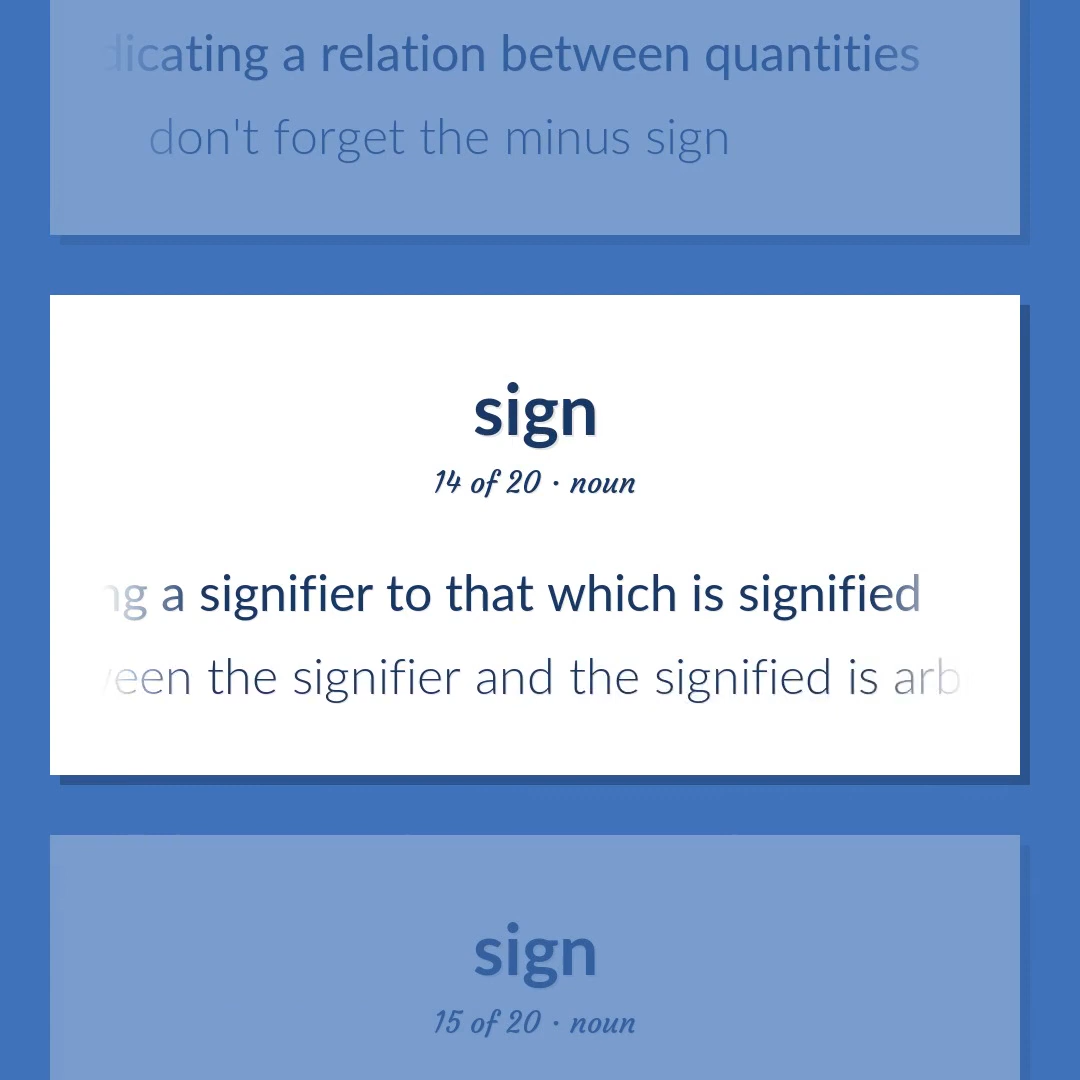 dicating a relation between quantities
don't forget the minus sign
sign
14 of 20 · noun
ng a signifier to that which is signified
een the signifier and the signified is arb
sign
15 of 20 · noun